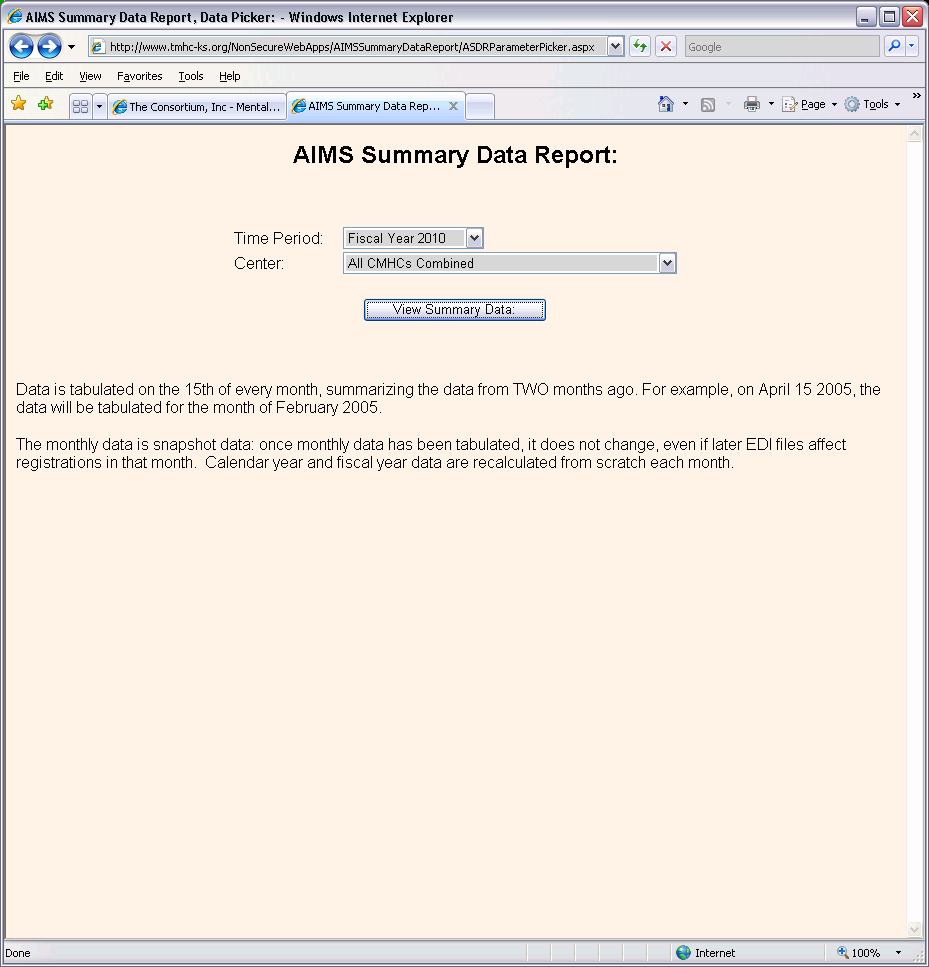 AIMS Summary Data Report, Data Picker: - Windows Internet Explorer
http://www.tmhc-ks.org/NonSecureWebApps/AIMSSummaryDataReport/ASDRParameterPicker.aspx
Google
File Edit View Favorites Tools Help
The Consortium, Inc - Mental...
AIMS Summary Data Rep...
Page
Tools
AIMS Summary Data Report:
Time Period: Fiscal Year 2010
Center: All CMHCs Combined
View Summary Data:
Data is tabulated on the 15th of every month, summarizing the data from TWO months ago. For example, on April 15 2005, the
data will be tabulated for the month of February 2005.
The monthly data is snapshot data: once monthly data has been tabulated, it does not change, even if later EDI files affect
registrations in that month.  Calendar year and fiscal year data are recalculated from scratch each month.
Done
Internet
100%